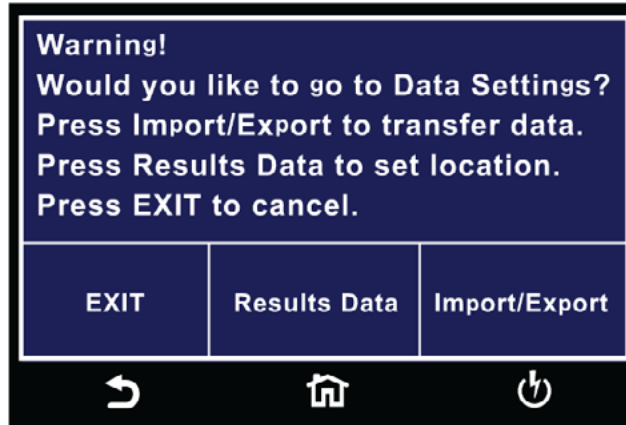 Warning!
Would you like to go to Data Settings?
Press Import/Export to transfer data.
Press Results Data to set location.
Press EXIT to cancel.
EXIT
Results Data
Import/Export